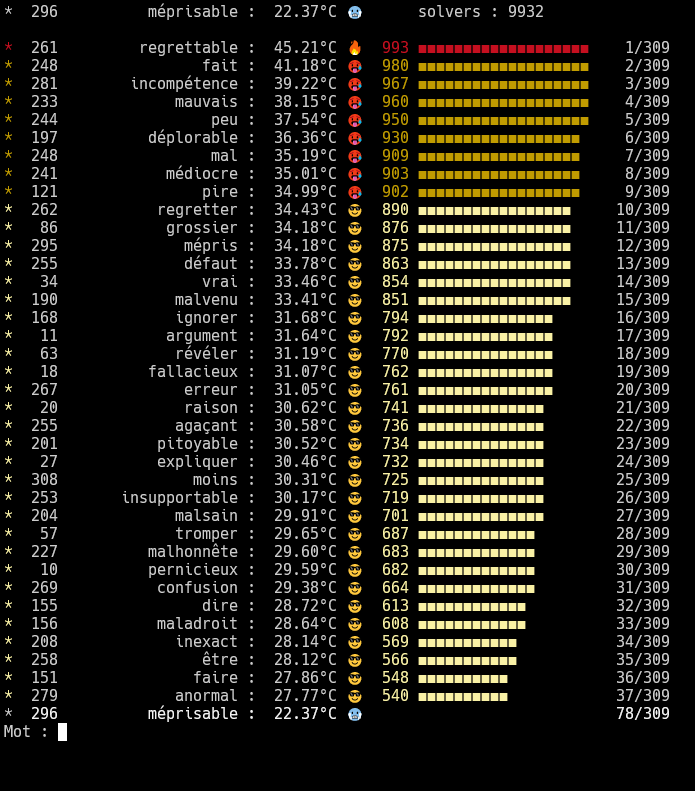 * 296 méprisable : 22.37°C 🥶 solvers : 9932
* 261 regrettable : 45.21°C 🔥 993 ■■■■■■■■■■■■■■■■■■■ 1/309
* 248 fait : 41.18°C 🥵 980 ■■■■■■■■■■■■■■■■■■■ 2/309
* 281 incompétence : 39.22°C 🥵 967 ■■■■■■■■■■■■■■■■■■■ 3/309
* 233 mauvais : 38.15°C 🥵 960 ■■■■■■■■■■■■■■■■■■■ 4/309
* 244 peu : 37.54°C 🥵 950 ■■■■■■■■■■■■■■■■■■■ 5/309
* 197 déplorable : 36.36°C 🥵 930 ■■■■■■■■■■■■■■■■■■ 6/309
* 248 mal : 35.19°C 🥵 909 ■■■■■■■■■■■■■■■■■■ 7/309
* 241 médiocre : 35.01°C 🥵 903 ■■■■■■■■■■■■■■■■■■ 8/309
* 121 pire : 34.99°C 🥵 902 ■■■■■■■■■■■■■■■■■■ 9/309
* 262 regretter : 34.43°C 😎 890 ■■■■■■■■■■■■■■■■■ 10/309
* 86 grossier : 34.18°C 😎 876 ■■■■■■■■■■■■■■■■■ 11/309
* 295 mépris : 34.18°C 😎 875 ■■■■■■■■■■■■■■■■■ 12/309
* 255 défaut : 33.78°C 😎 863 ■■■■■■■■■■■■■■■■■ 13/309
* 34 vrai : 33.46°C 😎 854 ■■■■■■■■■■■■■■■■■ 14/309
* 190 malvenu : 33.41°C 😎 851 ■■■■■■■■■■■■■■■■■ 15/309
* 168 ignorer : 31.68°C 😎 794 ■■■■■■■■■■■■■■■ 16/309
* 11 argument : 31.64°C 😎 792 ■■■■■■■■■■■■■■■ 17/309
* 63 révéler : 31.19°C 😎 770 ■■■■■■■■■■■■■■■ 18/309
* 18 fallacieux : 31.07°C 😎 762 ■■■■■■■■■■■■■■■ 19/309
* 267 erreur : 31.05°C 😎 761 ■■■■■■■■■■■■■■■ 20/309
* 20 raison : 30.62°C 😎 741 ■■■■■■■■■■■■■■ 21/309
* 255 agaçant : 30.58°C 😎 736 ■■■■■■■■■■■■■■ 22/309
* 201 pitoyable : 30.52°C 😎 734 ■■■■■■■■■■■■■■ 23/309
* 27 expliquer : 30.46°C 😎 732 ■■■■■■■■■■■■■■ 24/309
* 308 moins : 30.31°C 😎 725 ■■■■■■■■■■■■■■ 25/309
* 253 insupportable : 30.17°C 😎 719 ■■■■■■■■■■■■■■ 26/309
* 204 malsain : 29.91°C 😎 701 ■■■■■■■■■■■■■■ 27/309
* 57 tromper : 29.65°C 😎 687 ■■■■■■■■■■■■■ 28/309
* 227 malhonnête : 29.60°C 😎 683 ■■■■■■■■■■■■■ 29/309
* 10 pernicieux : 29.59°C 😎 682 ■■■■■■■■■■■■■ 30/309
* 269 confusion : 29.38°C 😎 664 ■■■■■■■■■■■■■ 31/309
* 155 dire : 28.72°C 😎 613 ■■■■■■■■■■■■ 32/309
* 156 maladroit : 28.64°C 😎 608 ■■■■■■■■■■■■ 33/309
* 208 inexact : 28.14°C 😎 569 ■■■■■■■■■■■ 34/309
* 258 être : 28.12°C 😎 566 ■■■■■■■■■■■ 35/309
* 151 faire : 27.86°C 😎 548 ■■■■■■■■■■ 36/309
* 279 anormal : 27.77°C 😎 540 ■■■■■■■■■■ 37/309
* 296 méprisable : 22.37°C 🥶 78/309
Mot :